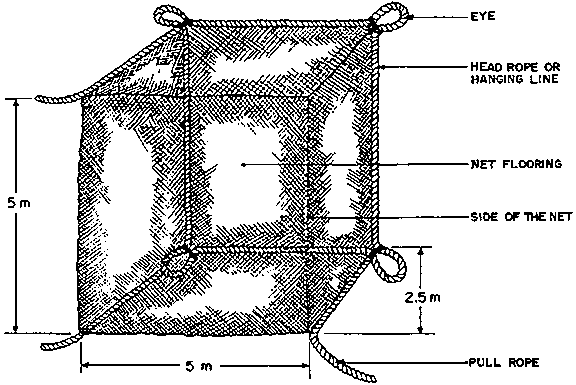 EYE
HEAD ROPE OR
HANGING LINE
NET FLOORING
SIDE OF THE NET
5 m
2.5 m
5 m
PULL ROPE